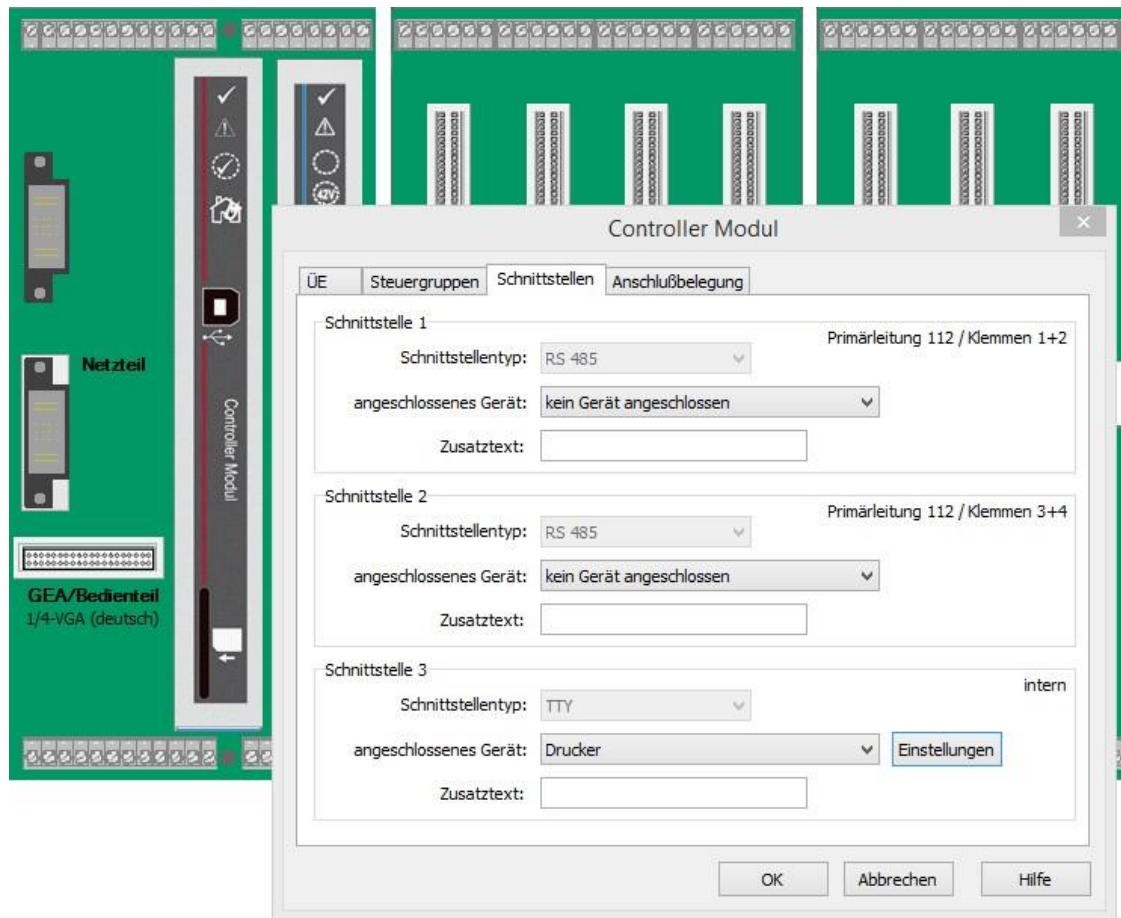 42V
Netzteil
Controller Modul
GEA/Bedienteil
1/4-VGA (deutsch)
Controller Modul
ÜE
Steuergruppen
Schnittstellen
Anschlußbelegung
Schnittstelle 1
Primärleitung 112 / Klemmen 1+2
Schnittstellentyp: RS 485
angeschlossenes Gerät: kein Gerät angeschlossen
Zusatztext:
Schnittstelle 2
Primärleitung 112 / Klemmen 3+4
Schnittstellentyp: RS 485
angeschlossenes Gerät: kein Gerät angeschlossen
Zusatztext:
Schnittstelle 3
intern
Schnittstellentyp: TTY
angeschlossenes Gerät: Drucker Einstellungen
Zusatztext:
OK Abbrechen Hilfe